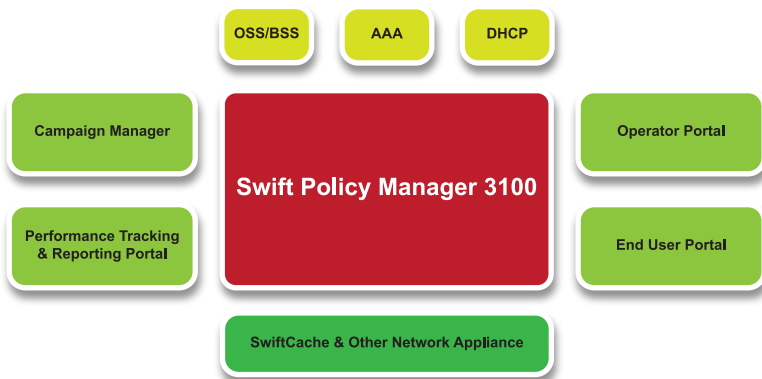 OSS/BSS
AAA
DHCP
Campaign Manager
Operator Portal
Swift Policy Manager 3100
Performance Tracking
& Reporting Portal
End User Portal
SwiftCache & Other Network Appliance